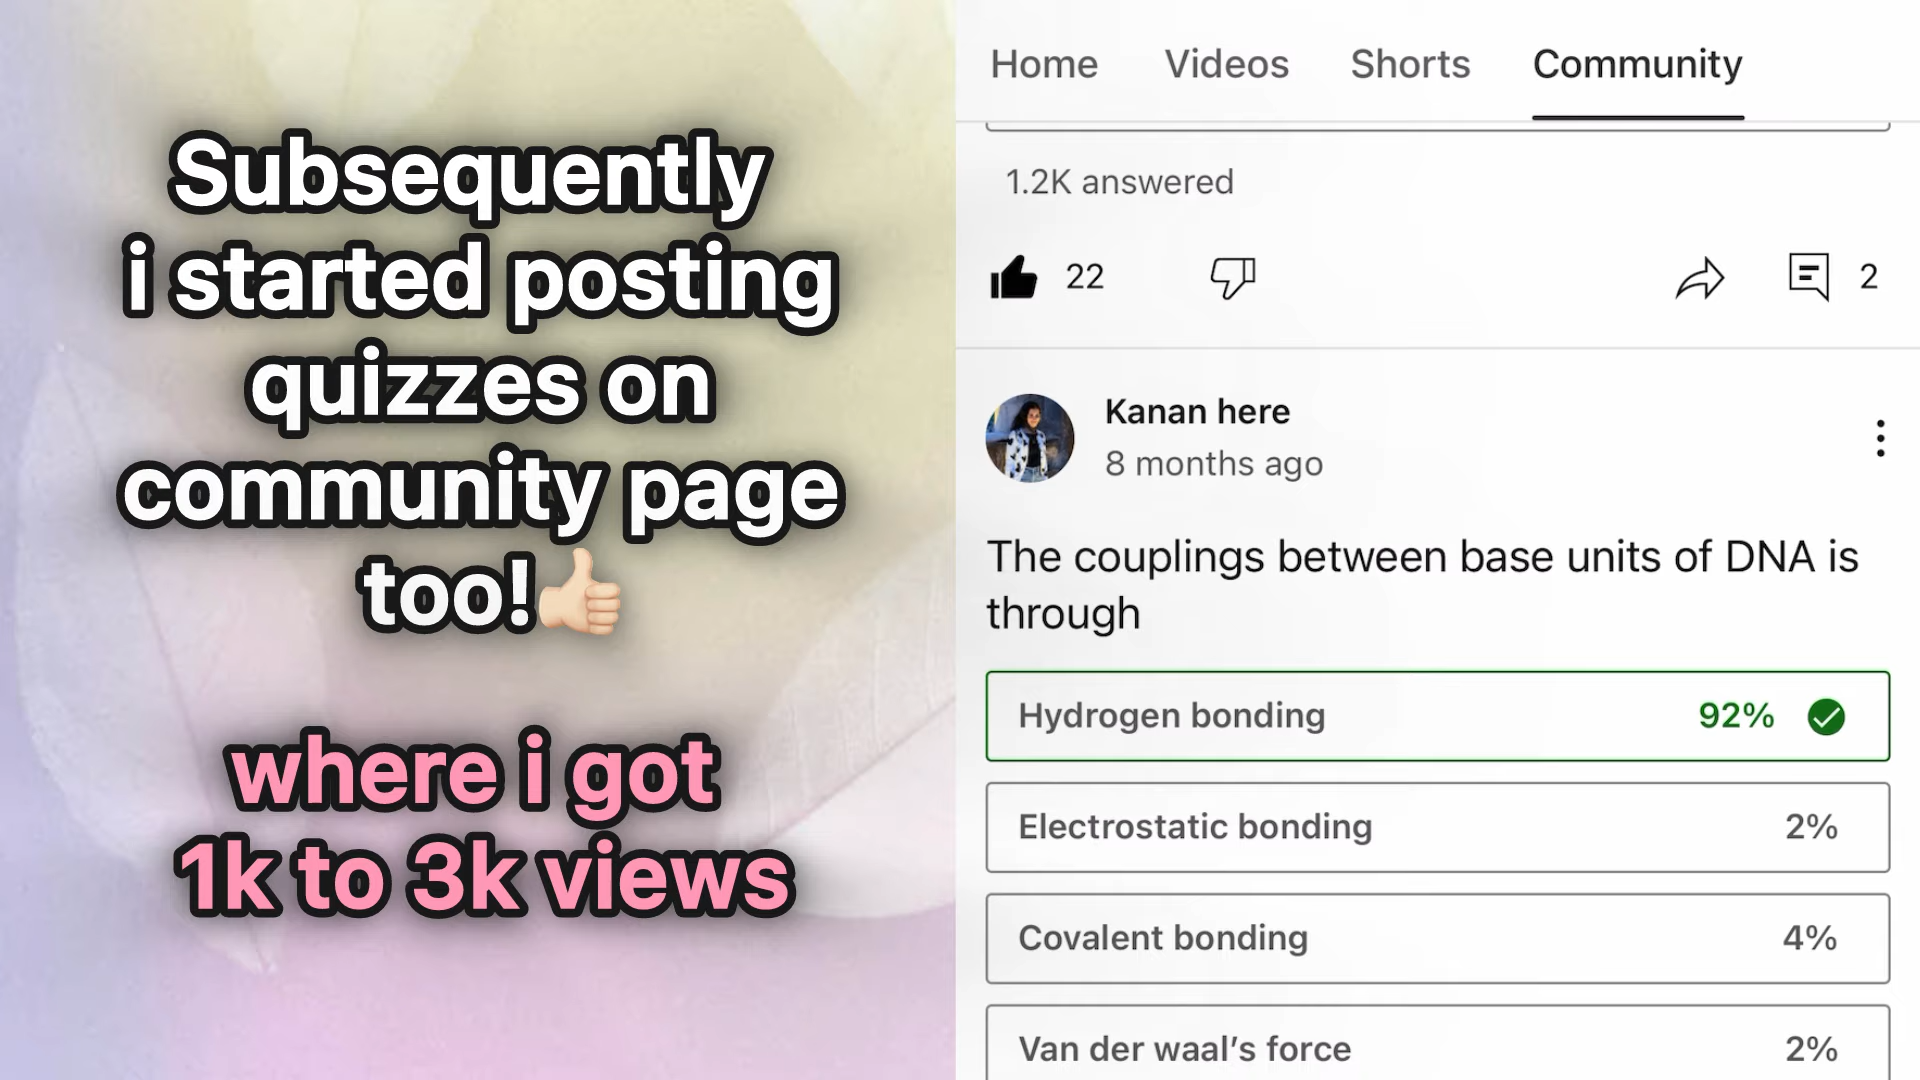 Subsequently
i started posting
quizzes on
community page
too!👍🏻
where i got
1k to 3k views
Home Videos Shorts Community
1.2K answered
22 2
Kanan here
8 months ago
The couplings between base units of DNA is
through
Hydrogen bonding 92%
Electrostatic bonding 2%
Covalent bonding 4%
Van der waal’s force 2%